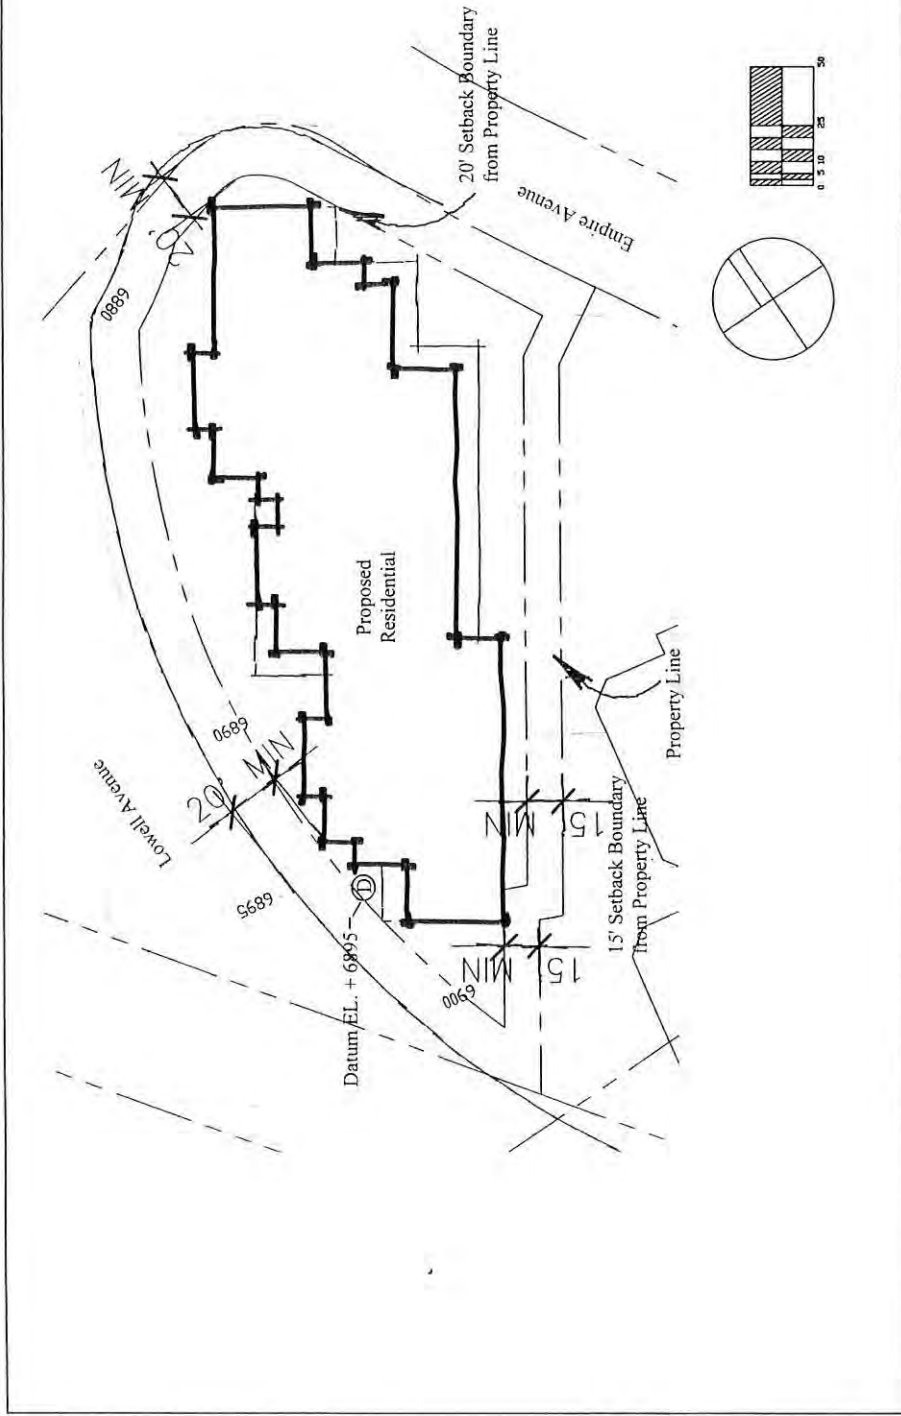 20' Setback Boundary
from Property Line
Empire Avenue
MIN
20'
6880
Proposed
Residential
Lowell Avenue
6890
MIN
20'
6895
Datum EL. + 6895
D
6900
Property Line
15' Setback Boundary
from Property Line
MIN
15'
MIN
15'
0 5 10 25 50